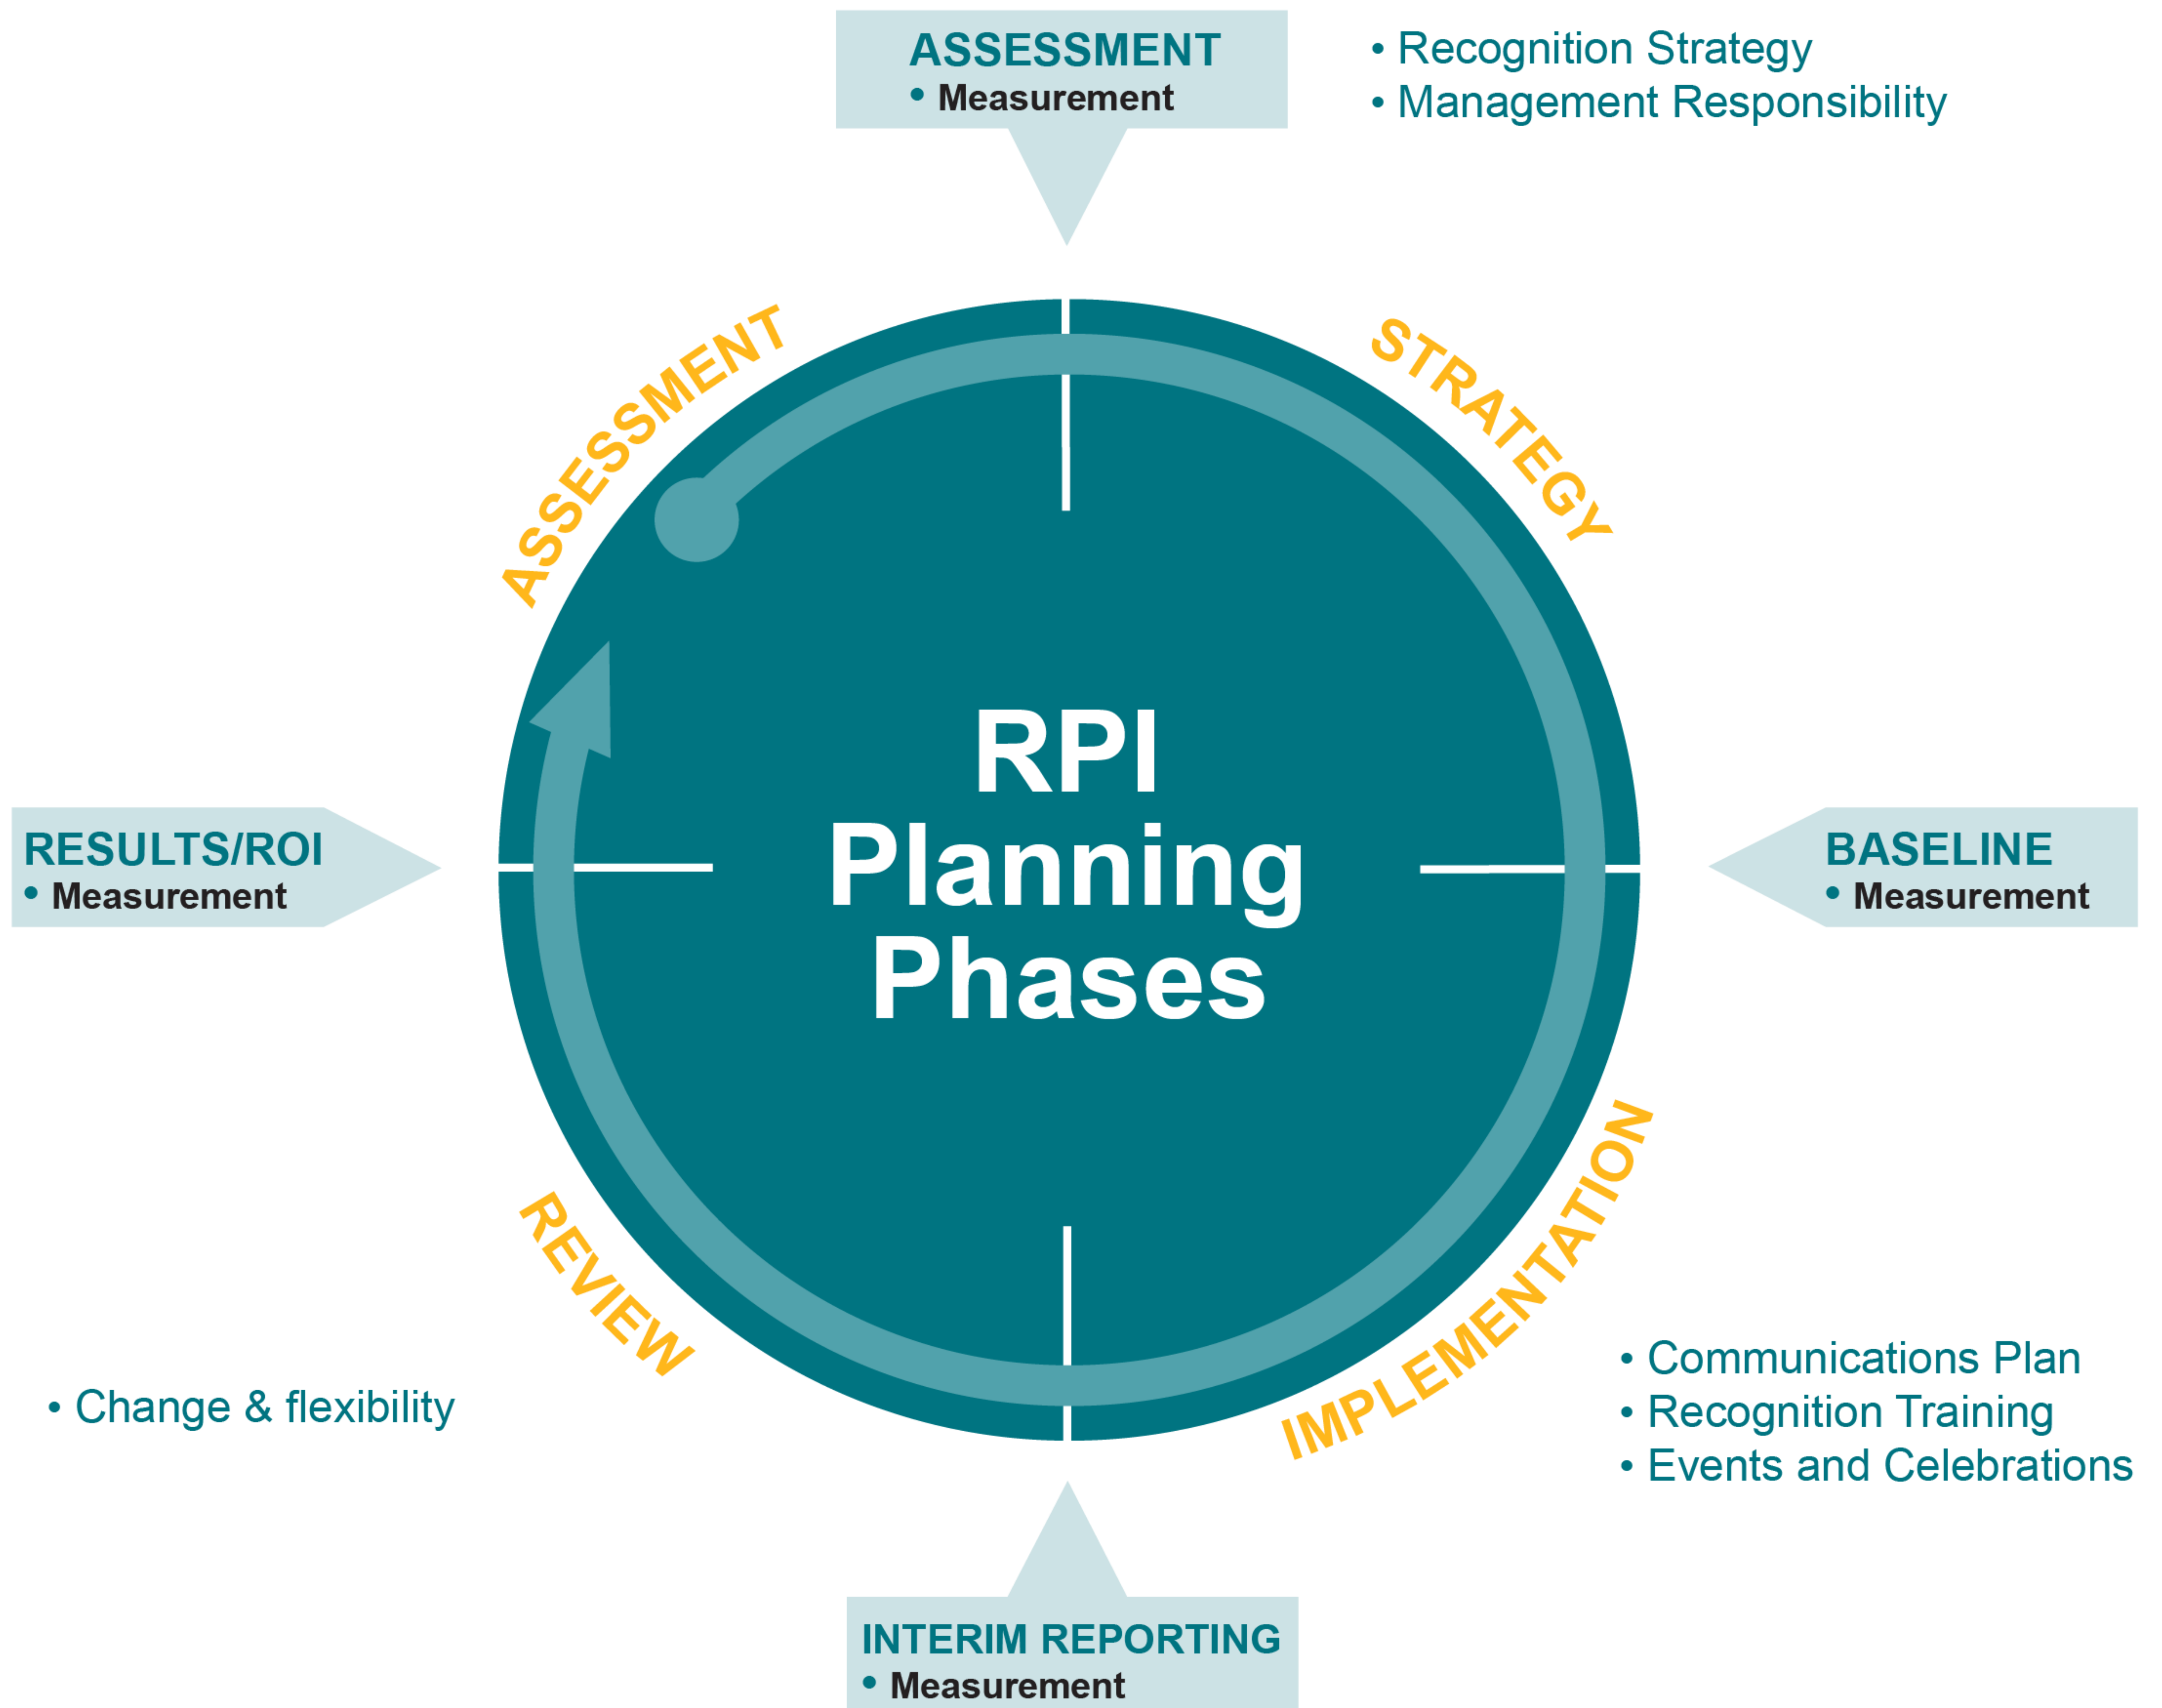 ASSESSMENT
• Measurement
• Recognition Strategy
• Management Responsibility
ASSESSMENT
STRATEGY
RPI
Planning
Phases
RESULTS/ROI
• Measurement
BASELINE
• Measurement
REVIEW
IMPLEMENTATION
• Change & flexibility
• Communications Plan
• Recognition Training
• Events and Celebrations
INTERIM REPORTING
• Measurement